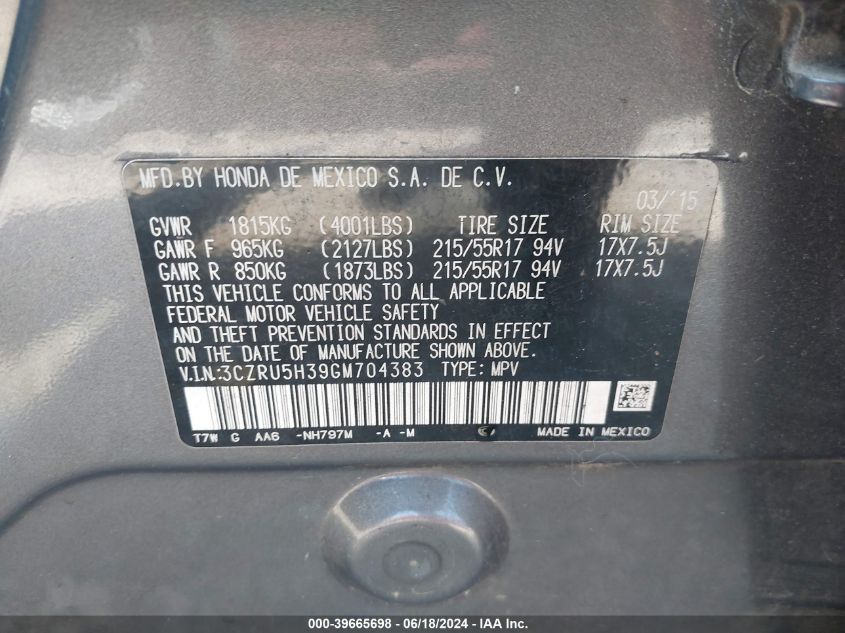 MFD.BY HONDA DE MEXICO S.A. DE C.V.
03/'15
GVWR 1815KG (4001LBS) TIRE SIZE RIM SIZE
GAWR F 965KG (2127LBS) 215/55R17 94V 17X7.5J
GAWR R 850KG (1873LBS) 215/55R17 94V 17X7.5J
THIS VEHICLE CONFORMS TO ALL APPLICABLE
FEDERAL MOTOR VEHICLE SAFETY
AND THEFT PREVENTION STANDARDS IN EFFECT
ON THE DATE OF MANUFACTURE SHOWN ABOVE.
V.I.N.:3CZRU5H39GM704383 TYPE: MPV
T7W G AA6 -NH797M -A -M MADE IN MEXICO
000-39665698 - 06/18/2024 - IAA Inc.